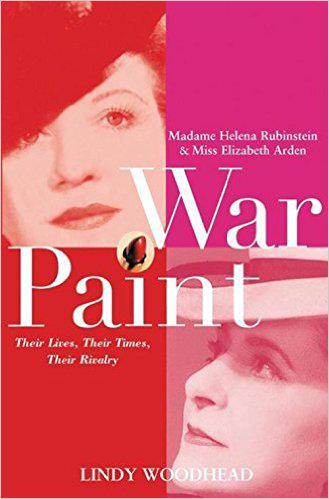 Madame Helena Rubinstein
& Miss Elizabeth Arden
War
Paint
Their Lives, Their Times,
Their Rivalry
LINDY WOODHEAD